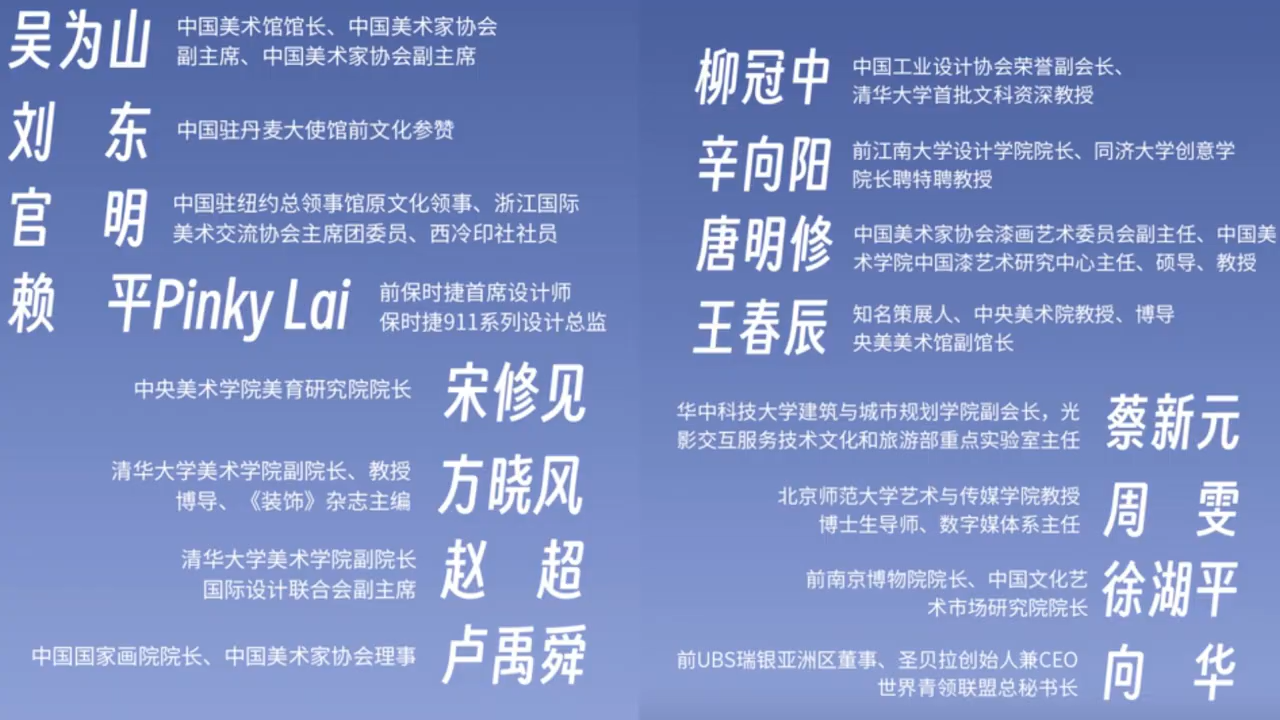 吴为山
中国美术馆馆长、中国美术家协会
副主席、中国美术家协会副主席
刘 东
中国驻丹麦大使馆前文化参赞
官 明
中国驻纽约总领事馆原文化领事、浙江国际
美术交流协会主席团委员、西冷印社社员
赖 平Pinky Lai
前保时捷首席设计师
保时捷911系列设计总监
中央美术学院美育研究院院长
宋修见
清华大学美术学院副院长、教授
博导、《装饰》杂志主编
方晓风
清华大学美术学院副院长
国际设计联合会副主席
赵 超
中国国家画院院长、中国美术家协会理事
卢禹舜
柳冠中
中国工业设计协会荣誉副会长、
清华大学首批文科资深教授
辛向阳
前江南大学设计学院院长、同济大学创意学
院长聘特聘教授
唐明修
中国美术家协会漆画艺术委员会副主任、中国美
术学院中国漆艺术研究中心主任、硕导、教授
王春辰
知名策展人、中央美术院教授、博导
央美美术馆副馆长
华中科技大学建筑与城市规划学院副会长，光
影交互服务技术文化和旅游部重点实验室主任
蔡新元
北京师范大学艺术与传媒学院教授
博士生导师、数字媒体系主任
周 雯
前南京博物院院长、中国文化艺
术市场研究院院长
徐湖平
前UBS瑞银亚洲区董事、圣贝拉创始人兼CEO
世界青领联盟总秘书长
向 华